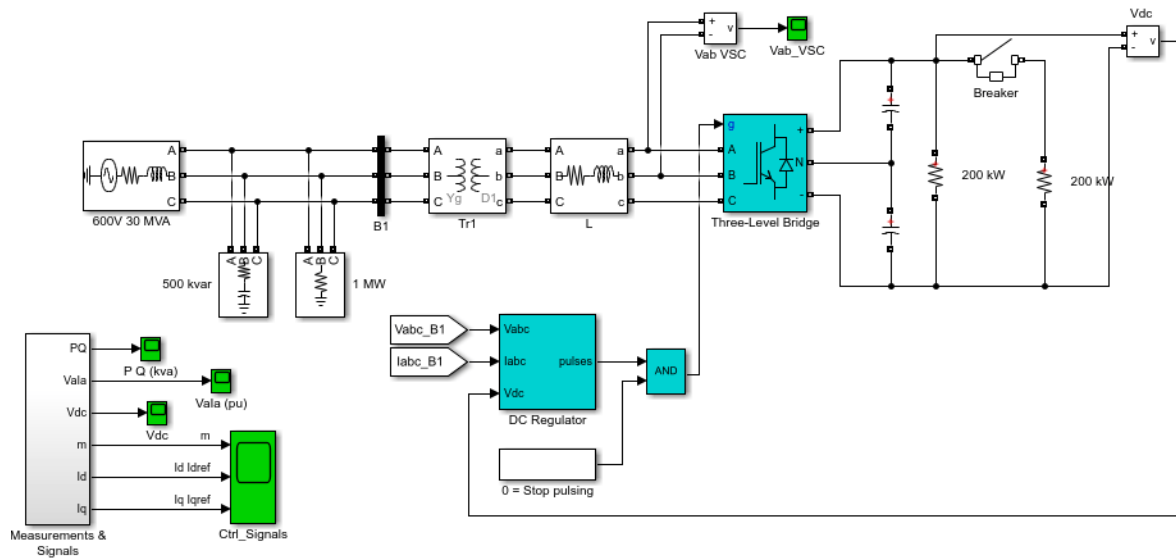 Vdc
+
-
v
Vab VSC
Vab_VSC
+
-
v
Breaker
A
B
C
600V 30 MVA
B1
A
B
C
a
b
c
Yg
D1
Tr1
A
B
C
a
b
c
L
g
A
B
C
+
N
-
Three-Level Bridge
200 kW
200 kW
A B C
500 kvar
A B C
1 MW
Vabc_B1
Iabc_B1
Vabc
Iabc
Vdc
pulses
DC Regulator
AND
0 = Stop pulsing
PQ
P Q (kva)
VaIa
VaIa (pu)
Vdc
Vdc
m
m
Id
Id Idref
Iq
Iq Iqref
Measurements &
Signals
Ctrl_Signals